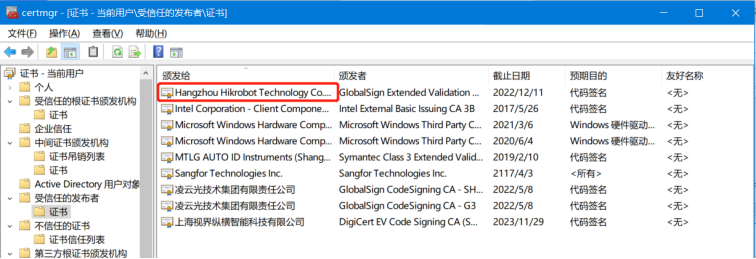 certmgr - [证书 - 当前用户\受信任的发布者\证书]
文件(F) 操作(A) 查看(V) 帮助(H)
证书 - 当前用户
个人
受信任的根证书颁发机构
证书
企业信任
中间证书颁发机构
证书吊销列表
证书
Active Directory 用户对象
受信任的发布者
证书
不信任的证书
证书信任列表
第三方根证书颁发机构
颁发给 颁发者 截止日期 预期目的 友好名称
Hangzhou Hikrobot Technology Co.... GlobalSign Extended Validation ... 2022/12/11 代码签名 <无>
Intel Corporation - Client Compone... Intel External Basic Issuing CA 3B 2017/5/26 代码签名 <无>
Microsoft Windows Hardware Comp... Microsoft Windows Third Party C... 2021/3/6 Windows 硬件驱动... <无>
Microsoft Windows Hardware Comp... Microsoft Windows Third Party C... 2020/6/4 Windows 硬件驱动... <无>
MTLG AUTO ID Instruments (Shang... Symantec Class 3 Extended Valid... 2019/2/10 代码签名 <无>
Sangfor Technologies Inc. Sangfor Technologies Inc. 2117/4/3 <所有> <无>
凌云光技术集团有限责任公司 GlobalSign CodeSigning CA - SH... 2022/5/8 代码签名 <无>
凌云光技术集团有限责任公司 GlobalSign CodeSigning CA - G3 2022/5/8 代码签名 <无>
上海视界纵横智能科技有限公司 DigiCert EV Code Signing CA (S... 2023/11/29 代码签名 <无>